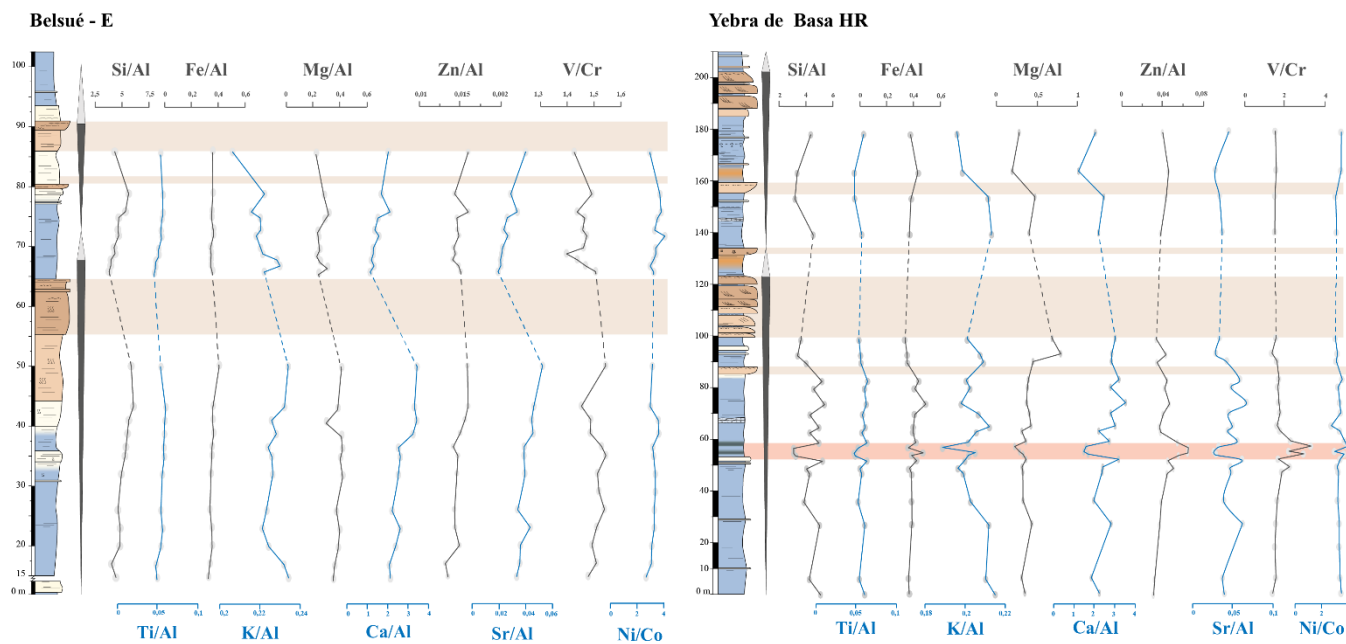 Belsué - E
Yebra de Basa HR
Si/Al Fe/Al Mg/Al Zn/Al V/Cr
Si/Al Fe/Al Mg/Al Zn/Al V/Cr
2,5 5 7,5 0 0,4 0,6 0 0,2 0,4 0,6 0,01 0,015 0,002 1,3 1,4 1,5 1,6
2 4 6 0 0,2 0,4 0,6 0 0,5 1 0 0,04 0,08 0 2 4
100
90
80
70
60
50
40
30
20
15
0 m
200
180
160
140
120
100
80
60
40
20
0 m
0 0,05 0,1 0,2 0,22 0,24 0 1 2 3 4 0 0,02 0,04 0,06 0 2 4
0 0,05 0,1 0,18 0,2 0,22 0 1 2 3 4 0 0,05 0,1 0 2
Ti/Al K/Al Ca/Al Sr/Al Ni/Co
Ti/Al K/Al Ca/Al Sr/Al Ni/Co